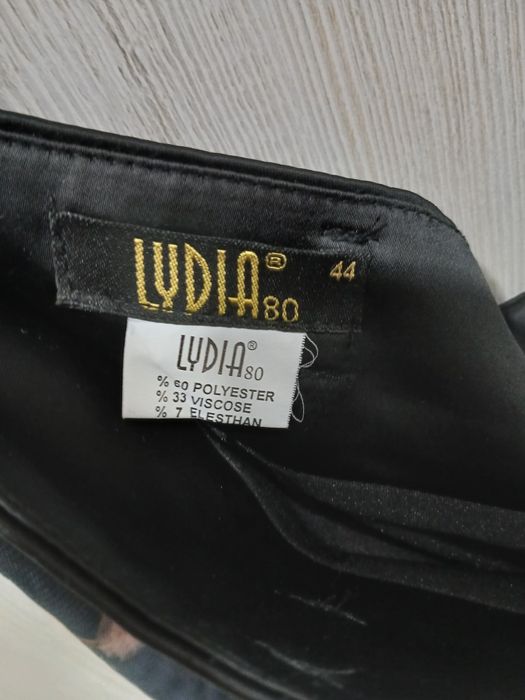 LYDIA® 44
80
LYDIA®80
% 60 POLYESTER
% 33 VISCOSE
% 7 ELESTHAN